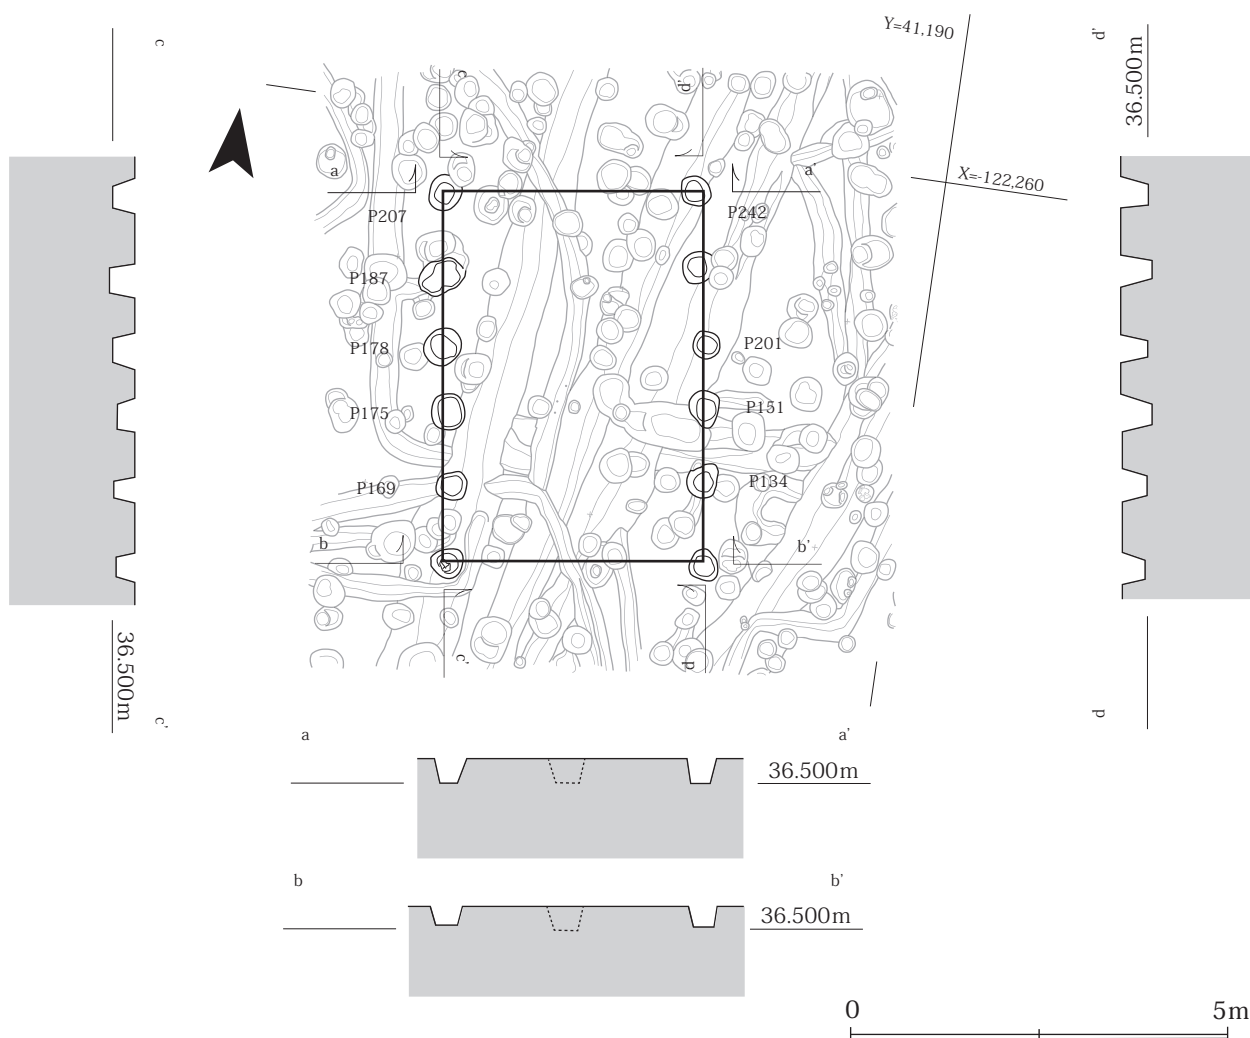 c
Y=41,190
d'
36.500m
c
d'
X=-122,260
a
a'
P207
P242
P187
P178
P201
P175
P151
P169
P134
b
b'
36.500m
c'
d
c'
d
a
a'
36.500m
b
b'
36.500m
0
5m